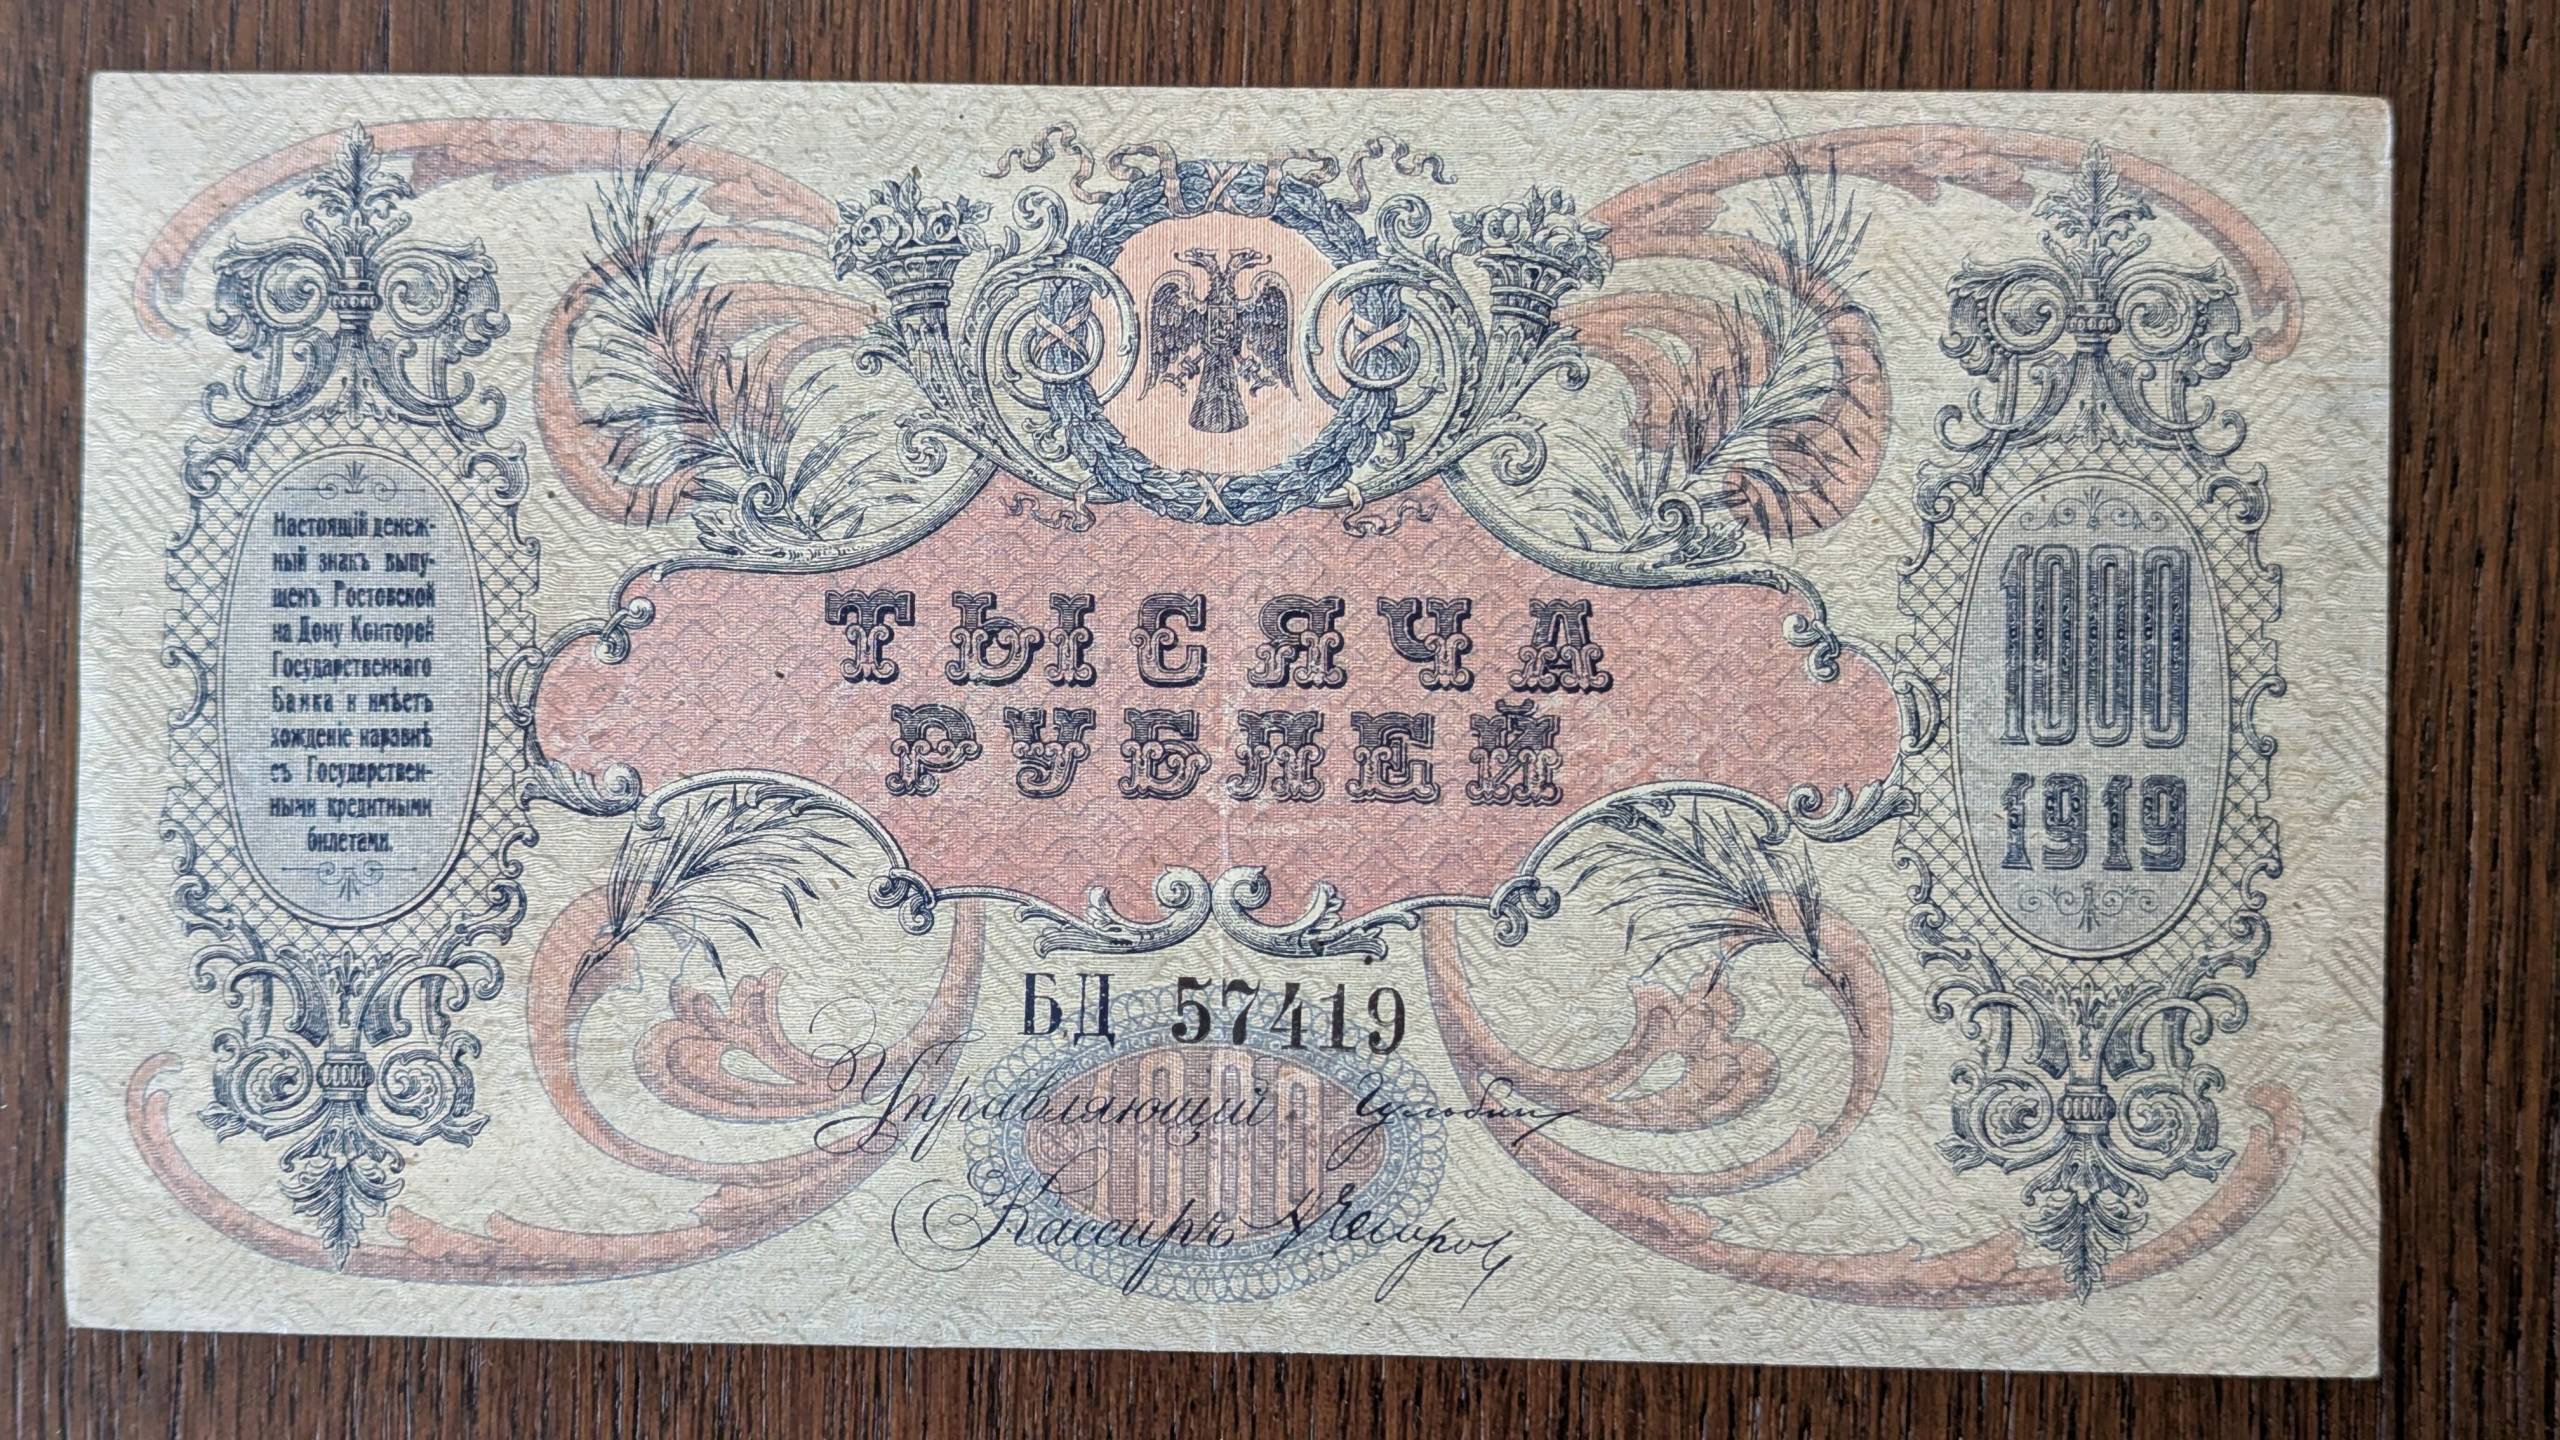 Настоящій денеж-
ный знакъ выпу-
щенъ Ростовской
на Дону Конторой
Государственнаго
Банка и имѣетъ
хожденіе наравнѣ
съ Государствен-
ными кредитными
билетами.
ТЫСЯЧА
РУБЛЕЙ
1000
1919
БД 57419
1000
Управляющій
Кассиръ